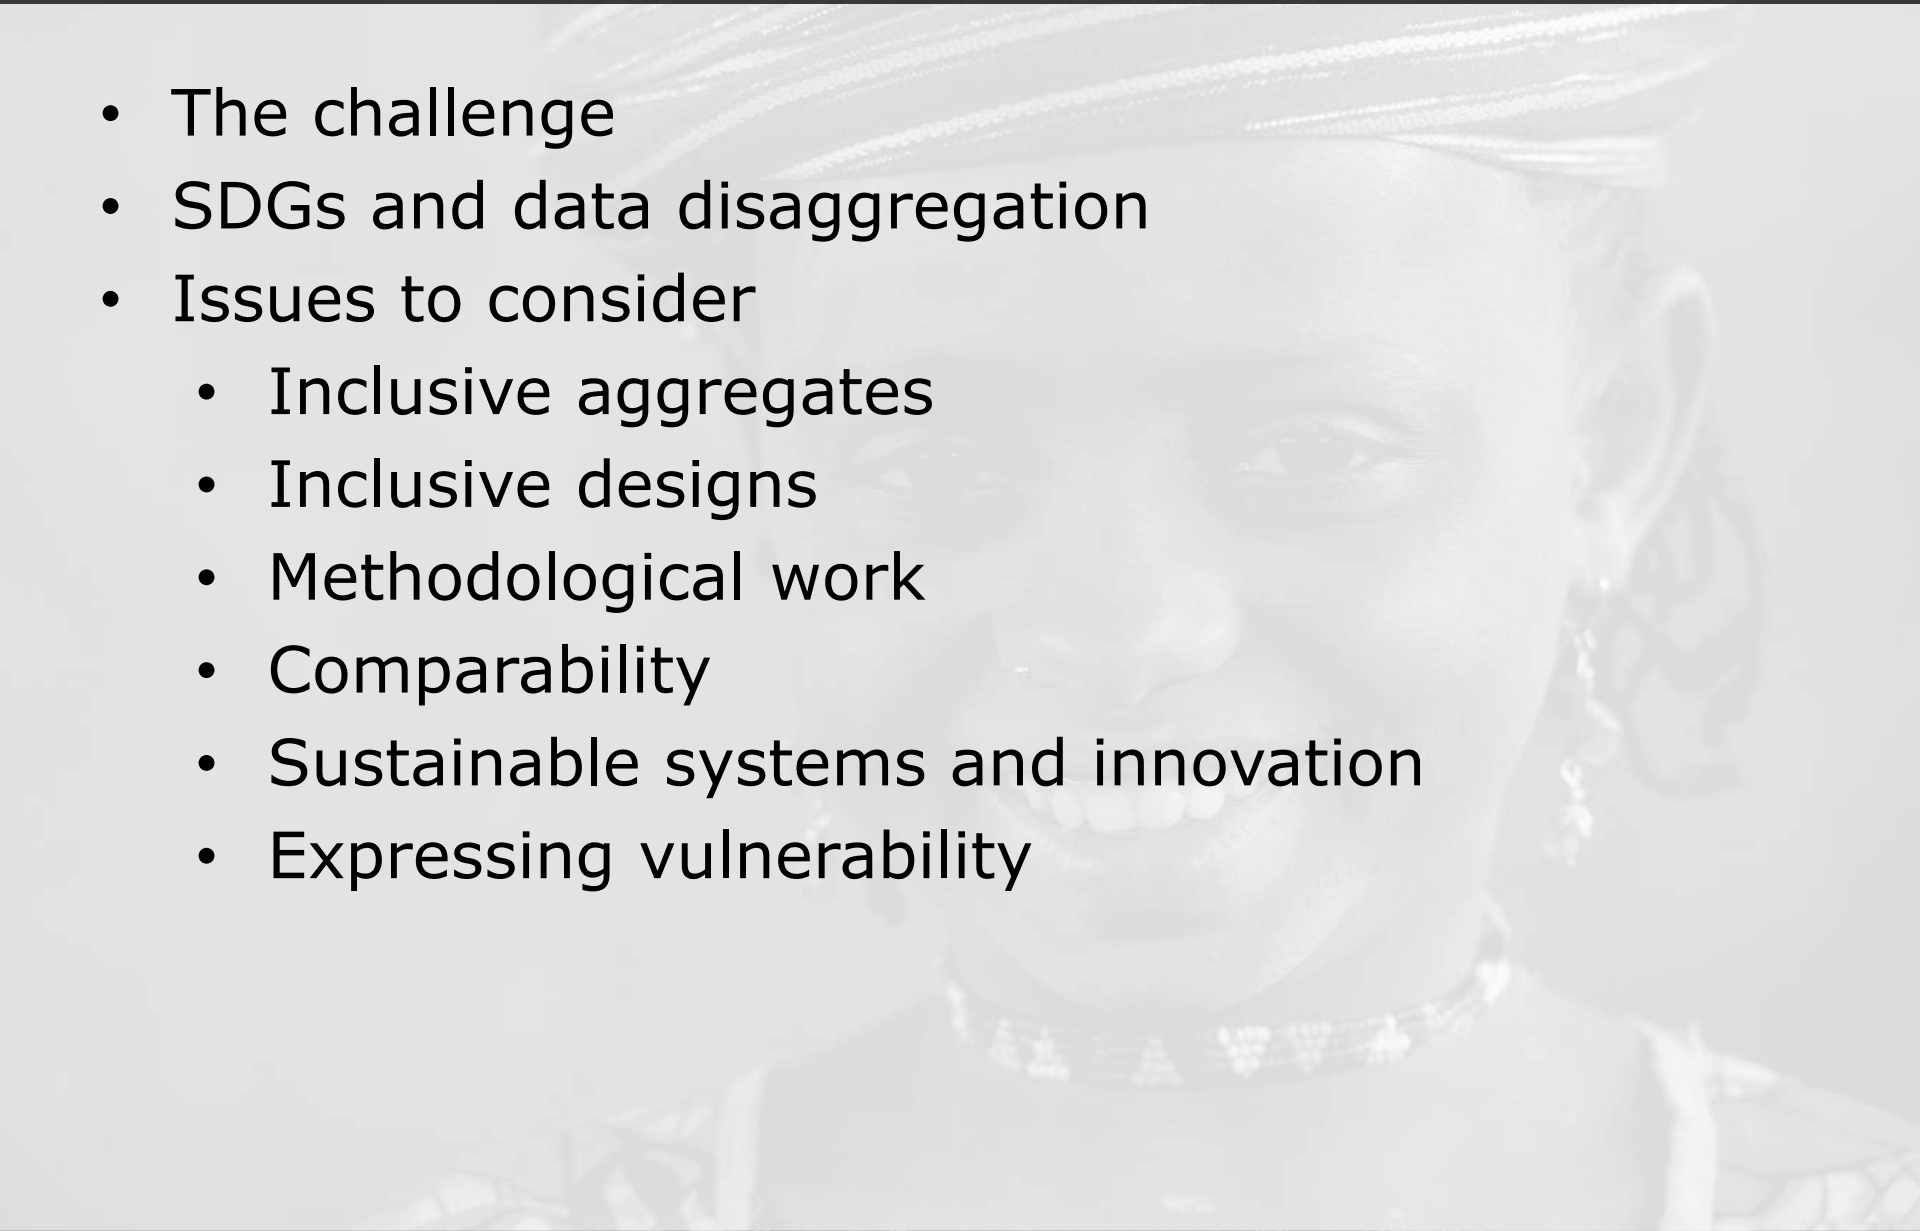 • The challenge
• SDGs and data disaggregation
• Issues to consider
• Inclusive aggregates
• Inclusive designs
• Methodological work
• Comparability
• Sustainable systems and innovation
• Expressing vulnerability